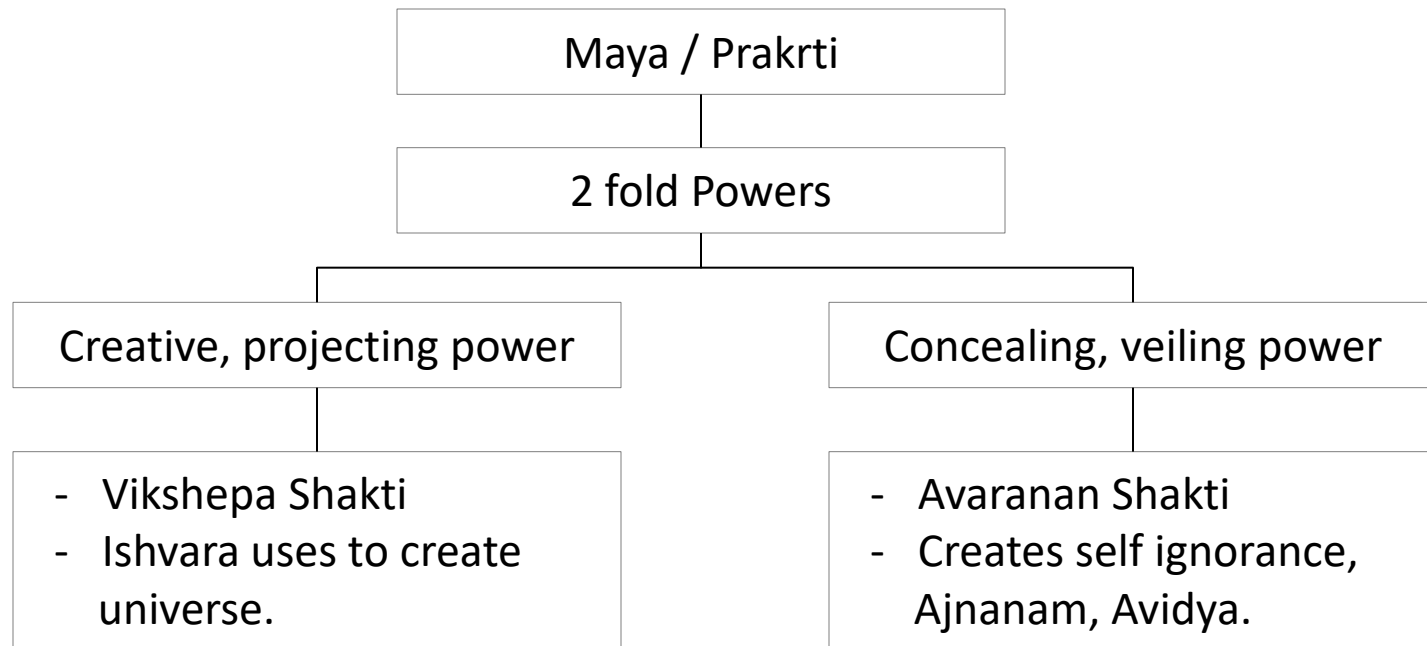 Maya / Prakrti
2 fold Powers
Creative, projecting power
Concealing, veiling power
- Vikshepa Shakti
- Ishvara uses to create
universe.
- Avaranan Shakti
- Creates self ignorance,
Ajnanam, Avidya.